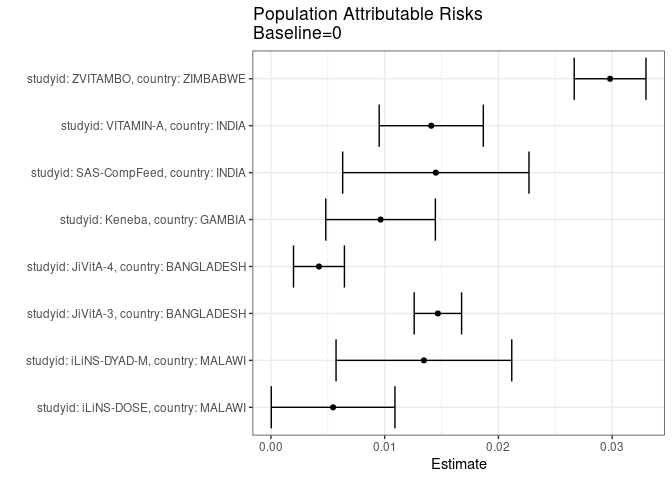 Population Attributable Risks
Baseline=0
studyid: ZVITAMBO, country: ZIMBABWE
studyid: VITAMIN-A, country: INDIA
studyid: SAS-CompFeed, country: INDIA
studyid: Keneba, country: GAMBIA
studyid: JiVitA-4, country: BANGLADESH
studyid: JiVitA-3, country: BANGLADESH
studyid: iLiNS-DYAD-M, country: MALAWI
studyid: iLiNS-DOSE, country: MALAWI
0.00 0.01 0.02 0.03
Estimate